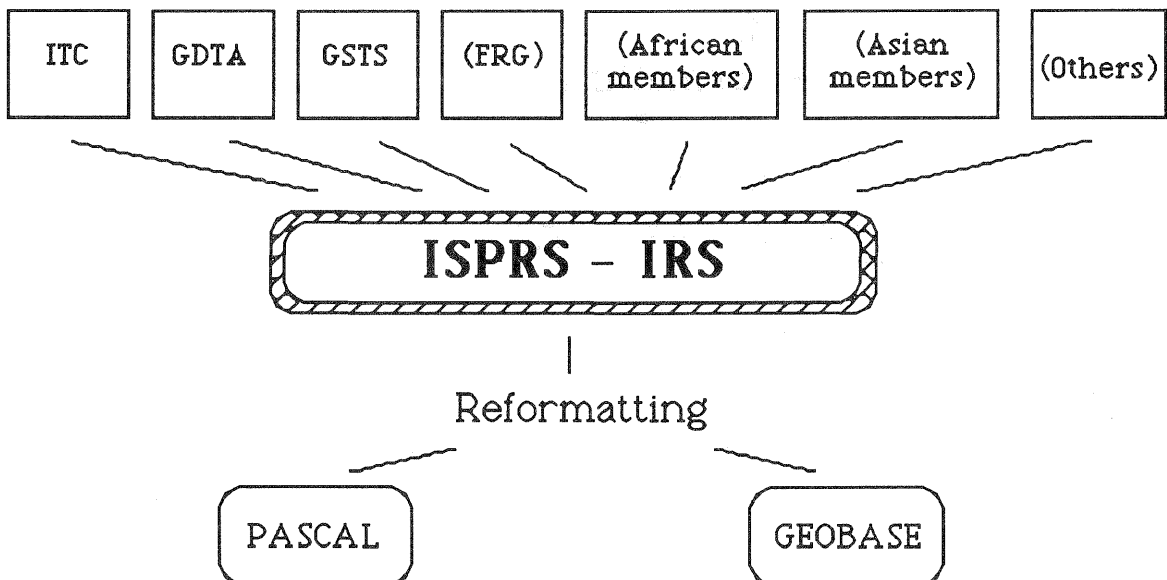 ITC
GDTA
GSTS
(FRG)
(African
members)
(Asian
members)
(Others)
ISPRS – IRS
Reformatting
PASCAL
GEOBASE